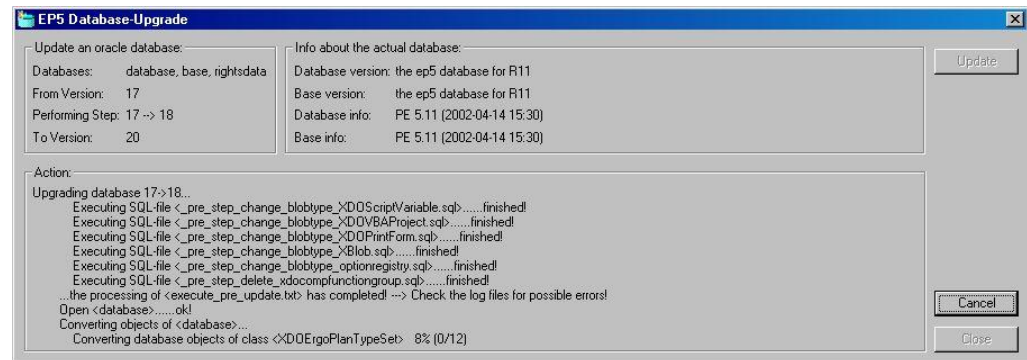 EP5 Database-Upgrade
Update an oracle database:
Databases: database, base, rightsdata
From Version: 17
Performing Step: 17 --> 18
To Version: 20
Info about the actual database:
Database version: the ep5 database for R11
Base version: the ep5 database for R11
Database info: PE 5.11 (2002-04-14 15:30)
Base info: PE 5.11 (2002-04-14 15:30)
Update
Action:
Upgrading database 17->18...
Executing SQL-file <_pre_step_change_blobtype_XDOScriptVariable.sql>......finished!
Executing SQL-file <_pre_step_change_blobtype_XDOVBAProject.sql>......finished!
Executing SQL-file <_pre_step_change_blobtype_XDOPrintForm.sql>......finished!
Executing SQL-file <_pre_step_change_blobtype_XBlob.sql>......finished!
Executing SQL-file <_pre_step_change_blobtype_optionregistry.sql>......finished!
Executing SQL-file <_pre_step_delete_xdocompfunctiongroup.sql>......finished!
...the processing of <execute_pre_update.txt> has completed! ---> Check the log files for possible errors!
Open <database>......ok!
Converting objects of <database>...
Converting database objects of class <XDOErgoPlanTypeSet> 8% (0/12)
Cancel
Close